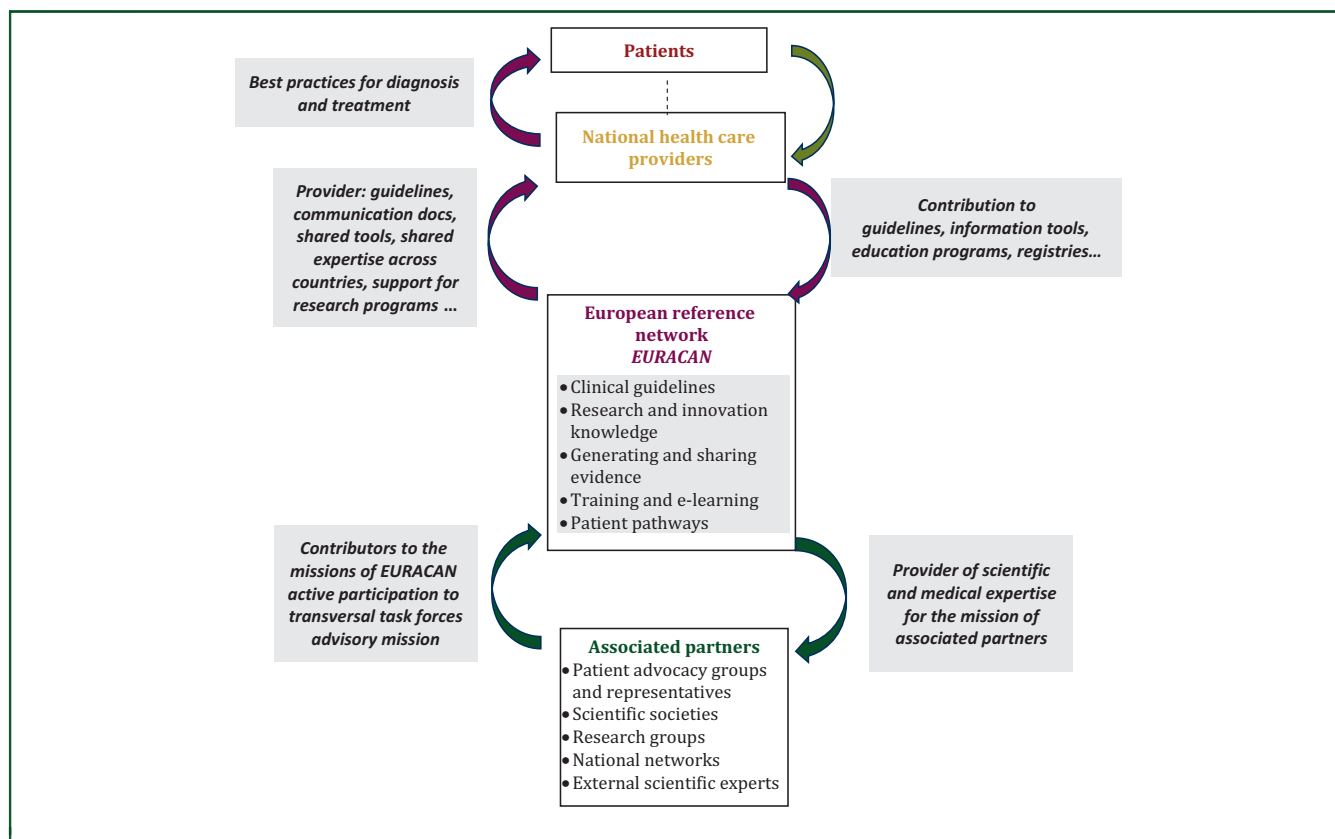 Patients
Best practices for diagnosis
and treatment
National health care
providers
Provider: guidelines,
communication docs,
shared tools, shared
expertise across
countries, support for
research programs ...
Contribution to
guidelines, information tools,
education programs, registries...
European reference
network
EURACAN
• Clinical guidelines
• Research and innovation
knowledge
• Generating and sharing
evidence
• Training and e-learning
• Patient pathways
Contributors to the
missions of EURACAN
active participation to
transversal task forces
advisory mission
Provider of scientific
and medical expertise
for the mission of
associated partners
Associated partners
• Patient advocacy groups
and representatives
• Scientific societies
• Research groups
• National networks
• External scientific experts